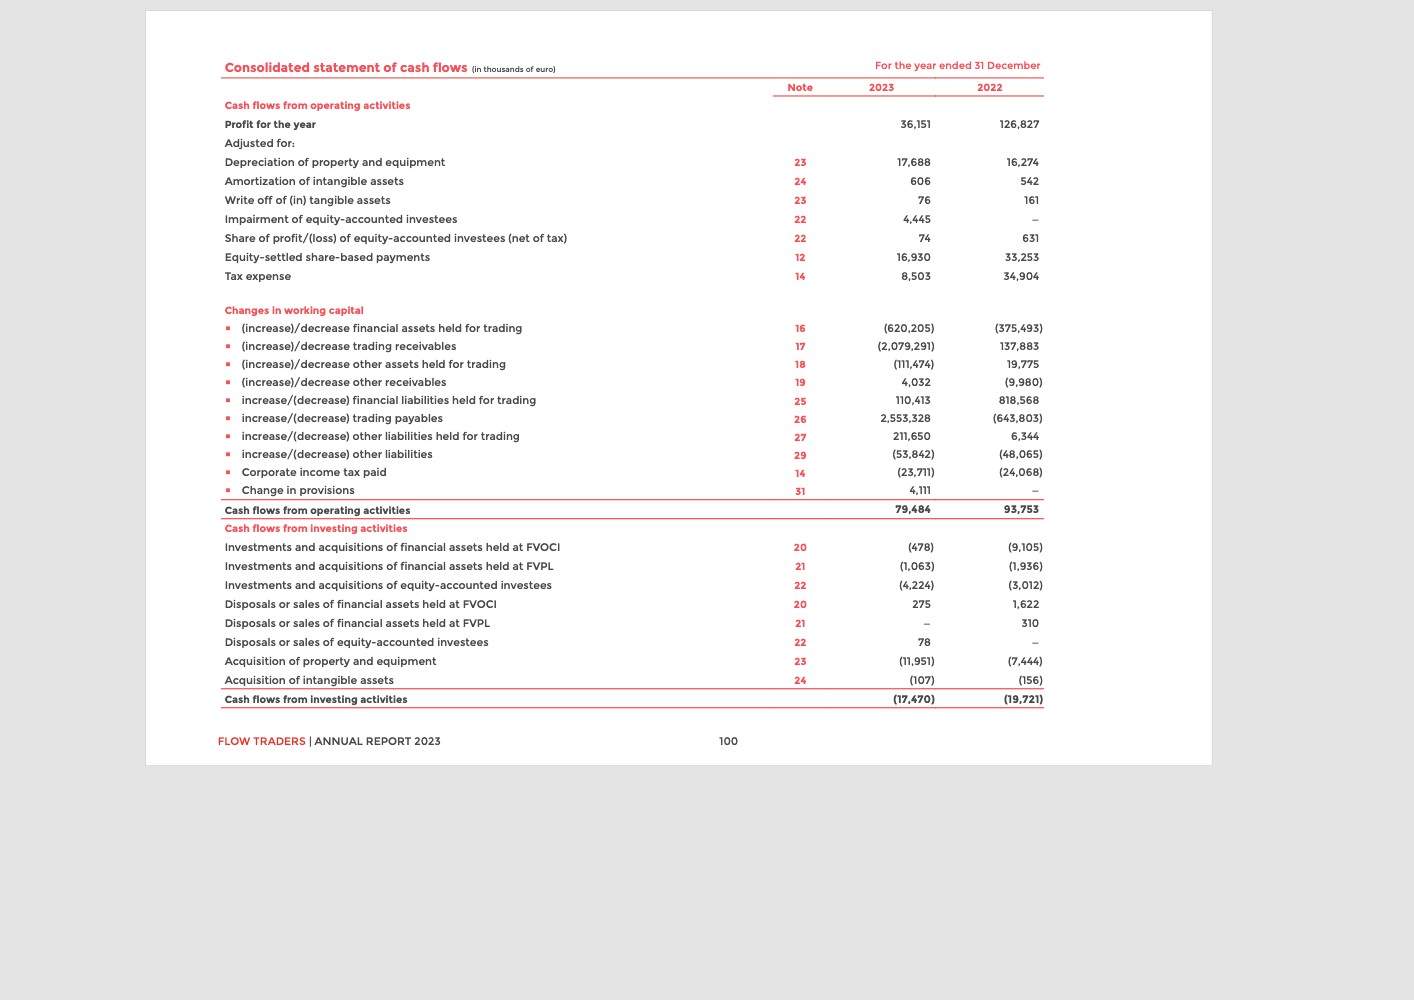 Consolidated statement of cash flows (in thousands of euro) For the year ended 31 December
Note 2023 2022
Cash flows from operating activities
Profit for the year 36,151 126,827
Adjusted for:
Depreciation of property and equipment 23 17,688 16,274
Amortization of intangible assets 24 606 542
Write off of (in) tangible assets 23 76 161
Impairment of equity-accounted investees 22 4,445 –
Share of profit/(loss) of equity-accounted investees (net of tax) 22 74 631
Equity-settled share-based payments 12 16,930 33,253
Tax expense 14 8,503 34,904
Changes in working capital
▪ (increase)/decrease financial assets held for trading 16 (620,205) (375,493)
▪ (increase)/decrease trading receivables 17 (2,079,291) 137,883
▪ (increase)/decrease other assets held for trading 18 (111,474) 19,775
▪ (increase)/decrease other receivables 19 4,032 (9,980)
▪ increase/(decrease) financial liabilities held for trading 25 110,413 818,568
▪ increase/(decrease) trading payables 26 2,553,328 (643,803)
▪ increase/(decrease) other liabilities held for trading 27 211,650 6,344
▪ increase/(decrease) other liabilities 29 (53,842) (48,065)
▪ Corporate income tax paid 14 (23,711) (24,068)
▪ Change in provisions 31 4,111 –
Cash flows from operating activities 79,484 93,753
Cash flows from investing activities
Investments and acquisitions of financial assets held at FVOCI 20 (478) (9,105)
Investments and acquisitions of financial assets held at FVPL 21 (1,063) (1,936)
Investments and acquisitions of equity-accounted investees 22 (4,224) (3,012)
Disposals or sales of financial assets held at FVOCI 20 275 1,622
Disposals or sales of financial assets held at FVPL 21 – 310
Disposals or sales of equity-accounted investees 22 78 –
Acquisition of property and equipment 23 (11,951) (7,444)
Acquisition of intangible assets 24 (107) (156)
Cash flows from investing activities (17,470) (19,721)
FLOW TRADERS | ANNUAL REPORT 2023 100